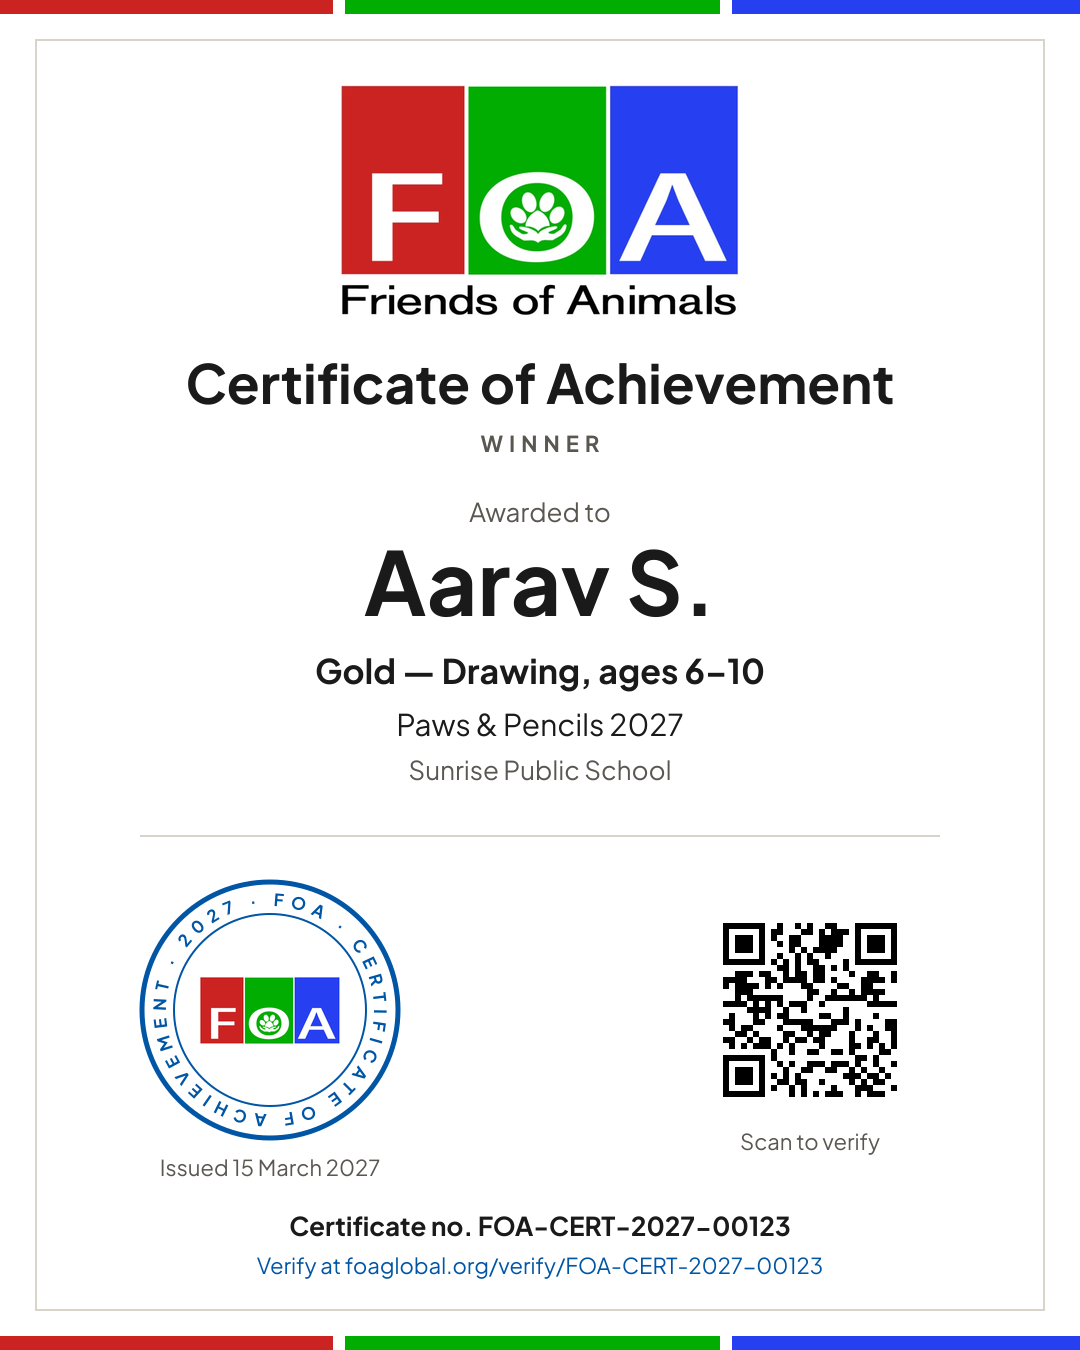 FOA
Friends of Animals
Certificate of Achievement
WINNER
Awarded to
Aarav S.
Gold — Drawing, ages 6–10
Paws & Pencils 2027
Sunrise Public School
FOA · CERTIFICATE OF ACHIEVEMENT · 2027 ·
FOA
Issued 15 March 2027
Scan to verify
Certificate no. FOA-CERT-2027-00123
Verify at foaglobal.org/verify/FOA-CERT-2027-00123